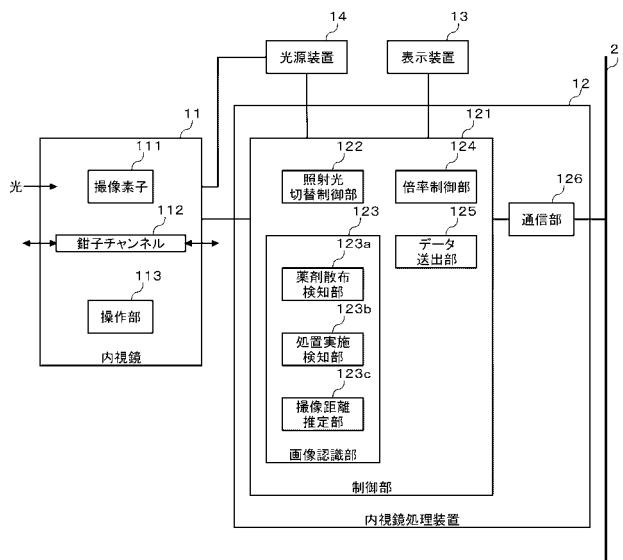 14
光源装置
13
表示装置
2
12
11
121
111
撮像素子
光
112
鉗子チャンネル
113
操作部
内視鏡
122
照射光
切替制御部
124
倍率制御部
126
通信部
123
125
データ
送出部
123a
薬剤散布
検知部
123b
処置実施
検知部
123c
撮像距離
推定部
画像認識部
制御部
内視鏡処理装置